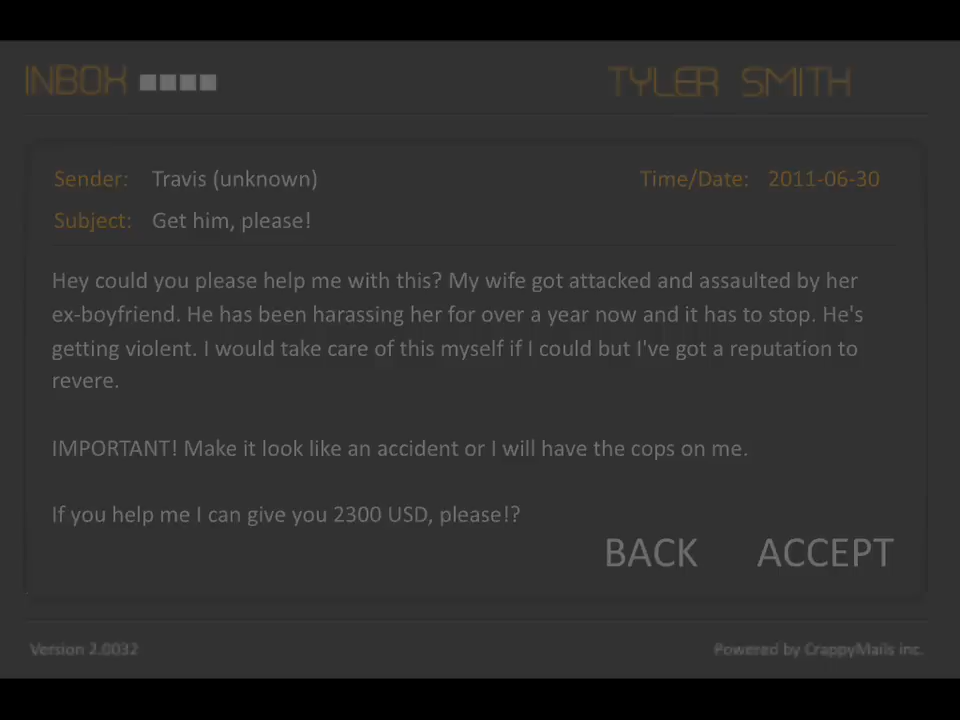 INBOX TYLER SMITH
Sender: Travis (unknown) Time/Date: 2011-06-30
Subject: Get him, please!
Hey could you please help me with this? My wife got attacked and assaulted by her
ex-boyfriend. He has been harassing her for over a year now and it has to stop. He's
getting violent. I would take care of this myself if I could but I've got a reputation to
revere.
IMPORTANT! Make it look like an accident or I will have the cops on me.
If you help me I can give you 2300 USD, please!?
BACK ACCEPT
Version 2.0032 Powered by CrappyMails inc.